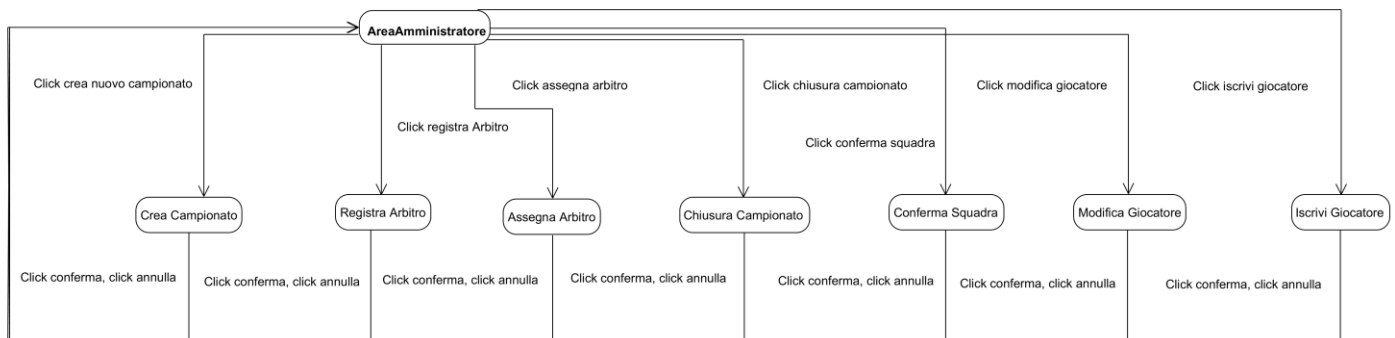 AreaAmministratore
Click crea nuovo campionato
Click assegna arbitro
Click chiusura campionato
Click modifica giocatore
Click iscrivi giocatore
Click registra Arbitro
Click conferma squadra
Crea Campionato
Registra Arbitro
Assegna Arbitro
Chiusura Campionato
Conferma Squadra
Modifica Giocatore
Iscrivi Giocatore
Click conferma, click annulla
Click conferma, click annulla
Click conferma, click annulla
Click conferma, click annulla
Click conferma, click annulla
Click conferma, click annulla
Click conferma, click annulla